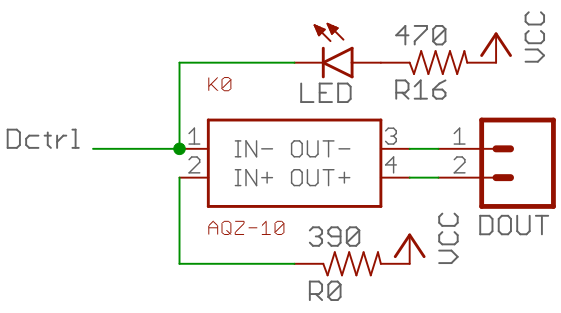 470
VCC
K0
LED
R16
Dctrl
1
IN- OUT-
3
1
2
IN+ OUT+
4
2
AQZ-10
390
VCC
DOUT
R0